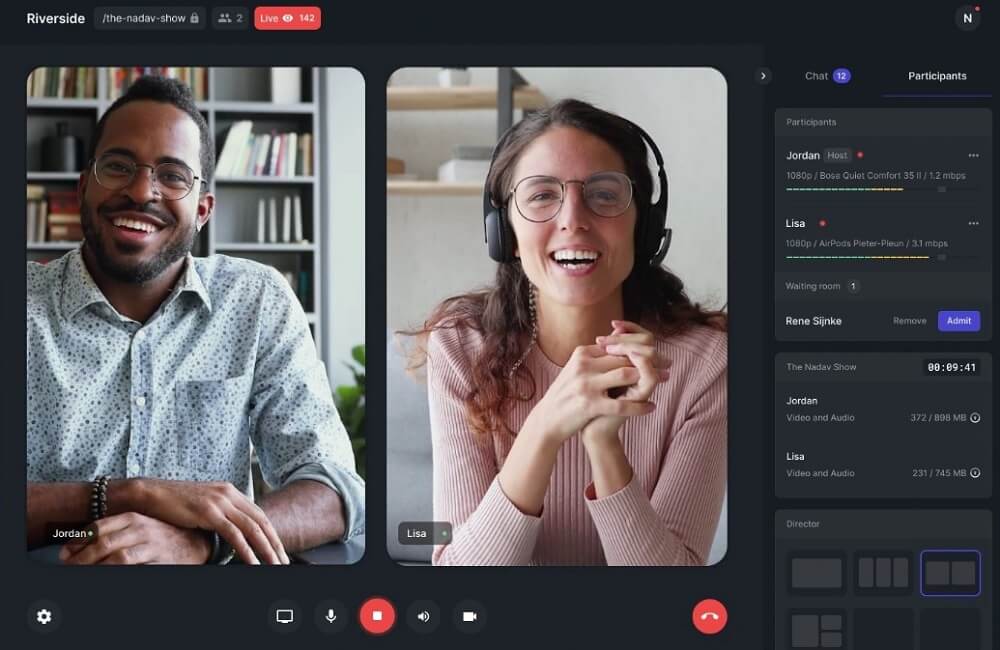 Riverside /the-nadav-show 2 Live 142 N
Chat 12 Participants
Participants
Jordan Host
1080p / Bose Quiet Comfort 35 II / 1.2 mbps
Lisa
1080p / AirPods Pieter-Pleun / 3.1 mbps
Waiting room 1
Rene Sijnke Remove Admit
The Nadav Show 00:09:41
Jordan
Video and Audio 372 / 898 MB
Lisa
Video and Audio 231 / 745 MB
Director
Jordan
Lisa